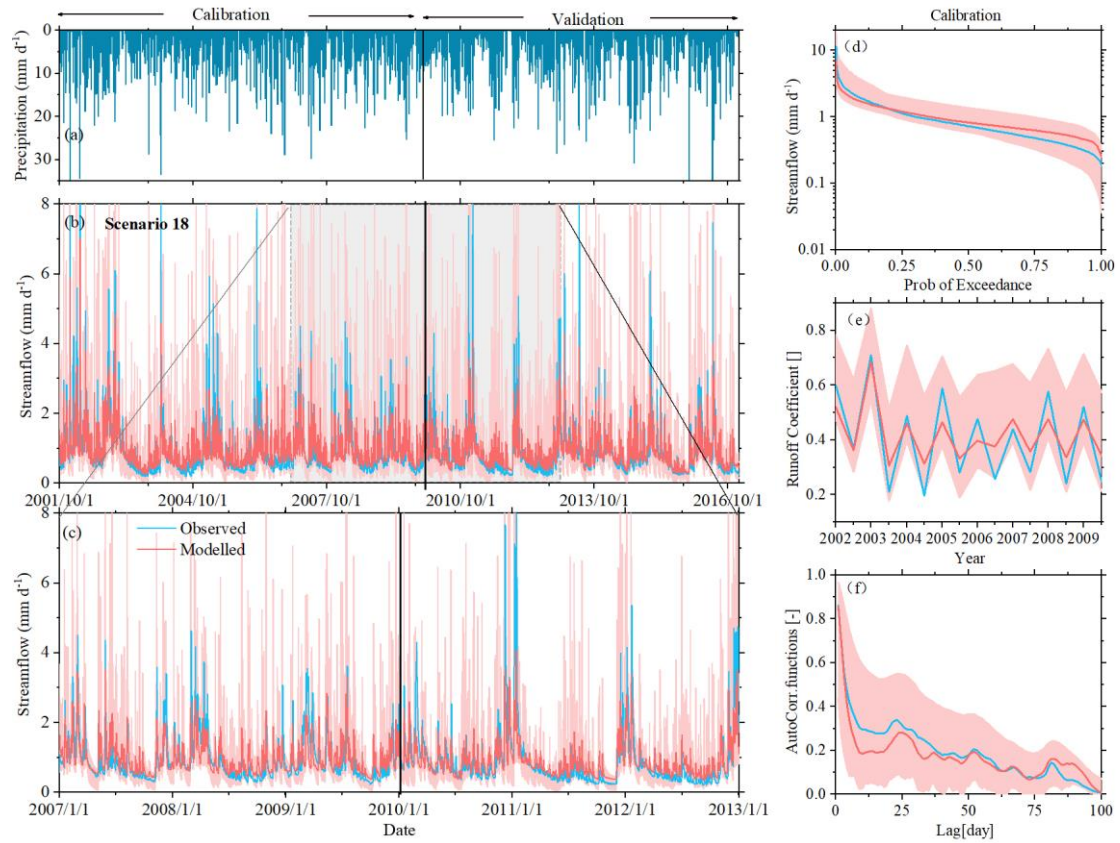 Calibration
Validation
Precipitation (mm d⁻¹)
0
10
20
30
(a)
(b)
Scenario 18
Streamflow (mm d⁻¹)
8
6
4
2
0
2001/10/1
2004/10/1
2007/10/1
2010/10/1
2013/10/1
2016/10/1
(c)
Observed
Modelled
Streamflow (mm d⁻¹)
8
6
4
2
0
2007/1/1
2008/1/1
2009/1/1
2010/1/1
2011/1/1
2012/1/1
2013/1/1
Date
Calibration
(d)
Streamflow (mm d⁻¹)
10
1
0.1
0.01
0.00
0.25
0.50
0.75
1.00
Prob of Exceedance
(e)
Runoff Coefficient []
0.8
0.6
0.4
0.2
2002
2003
2004
2005
2006
2007
2008
2009
Year
(f)
AutoCorr.functions [-]
1.0
0.8
0.6
0.4
0.2
0.0
0
25
50
75
100
Lag[day]